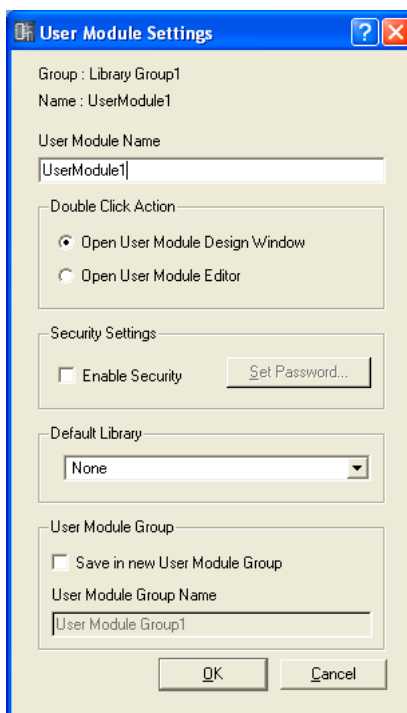 User Module Settings
Group : Library Group1
Name : UserModule1
User Module Name
UserModule1
Double Click Action
Open User Module Design Window
Open User Module Editor
Security Settings
Enable Security
Set Password...
Default Library
None
User Module Group
Save in new User Module Group
User Module Group Name
User Module Group1
OK
Cancel